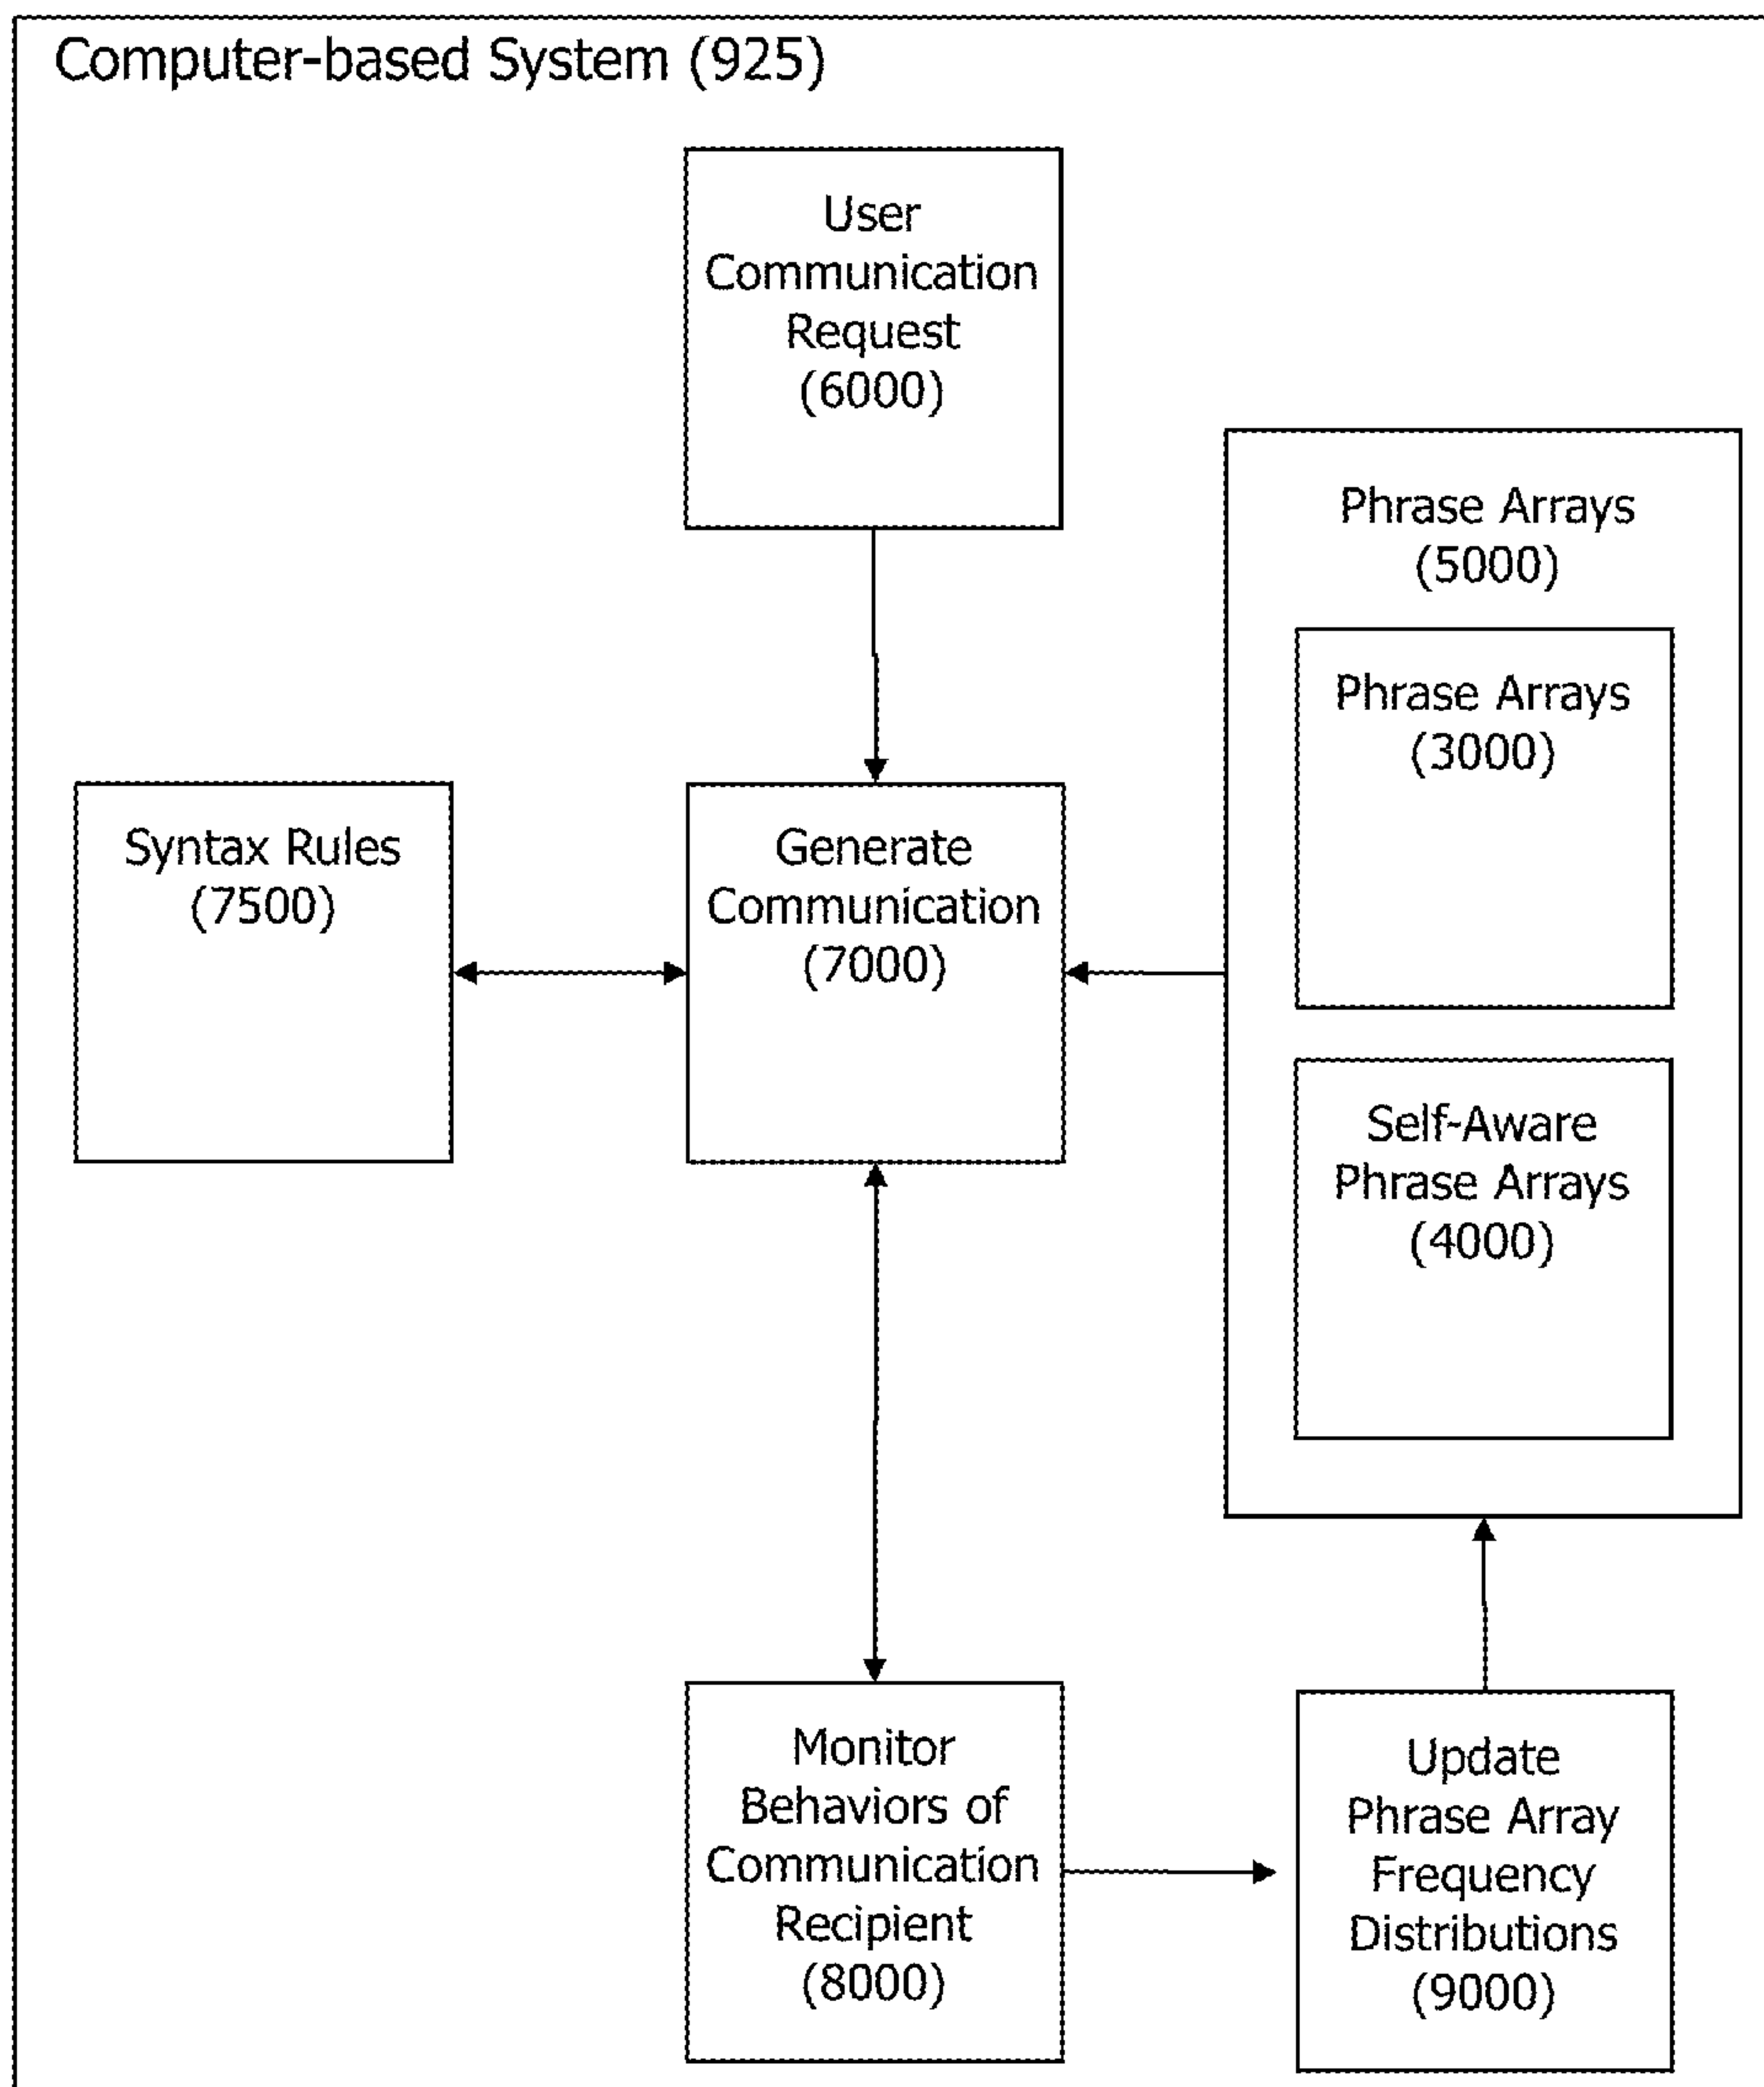 Computer-based System (925)
User
Communication
Request
(6000)
Phrase Arrays
(5000)
Phrase Arrays
(3000)
Syntax Rules
(7500)
Generate
Communication
(7000)
Self-Aware
Phrase Arrays
(4000)
Monitor
Behaviors of
Communication
Recipient
(8000)
Update
Phrase Array
Frequency
Distributions
(9000)